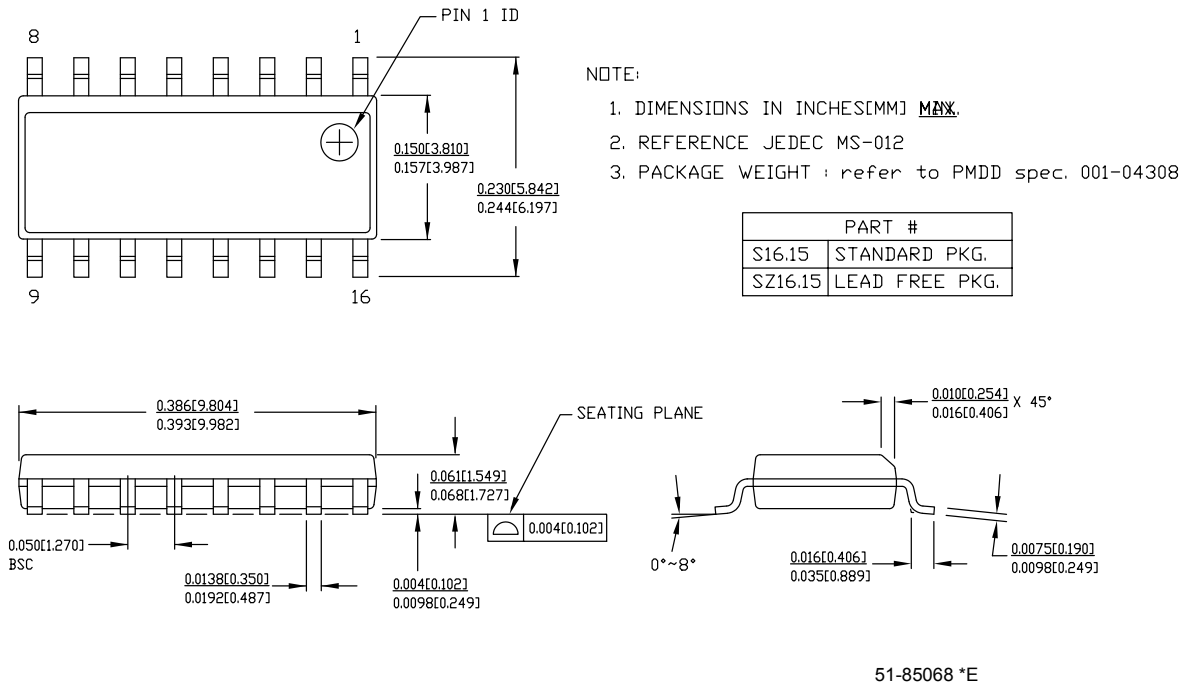 PIN 1 ID
8 1
NOTE:
1. DIMENSIONS IN INCHES[MM] MIN. MAX.
2. REFERENCE JEDEC MS-012
3. PACKAGE WEIGHT : refer to PMDD spec. 001-04308
0.150[3.810]
0.157[3.987]
0.230[5.842]
0.244[6.197]
PART #
S16.15 STANDARD PKG.
SZ16.15 LEAD FREE PKG.
9 16
0.386[9.804]
0.393[9.982]
SEATING PLANE
0.010[0.254]
0.016[0.406] X 45°
0.061[1.549]
0.068[1.727]
0.004[0.102]
0.050[1.270]
BSC
0.0138[0.350]
0.0192[0.487]
0.004[0.102]
0.0098[0.249]
0°~8°
0.016[0.406]
0.035[0.889]
0.0075[0.190]
0.0098[0.249]
51-85068 *E